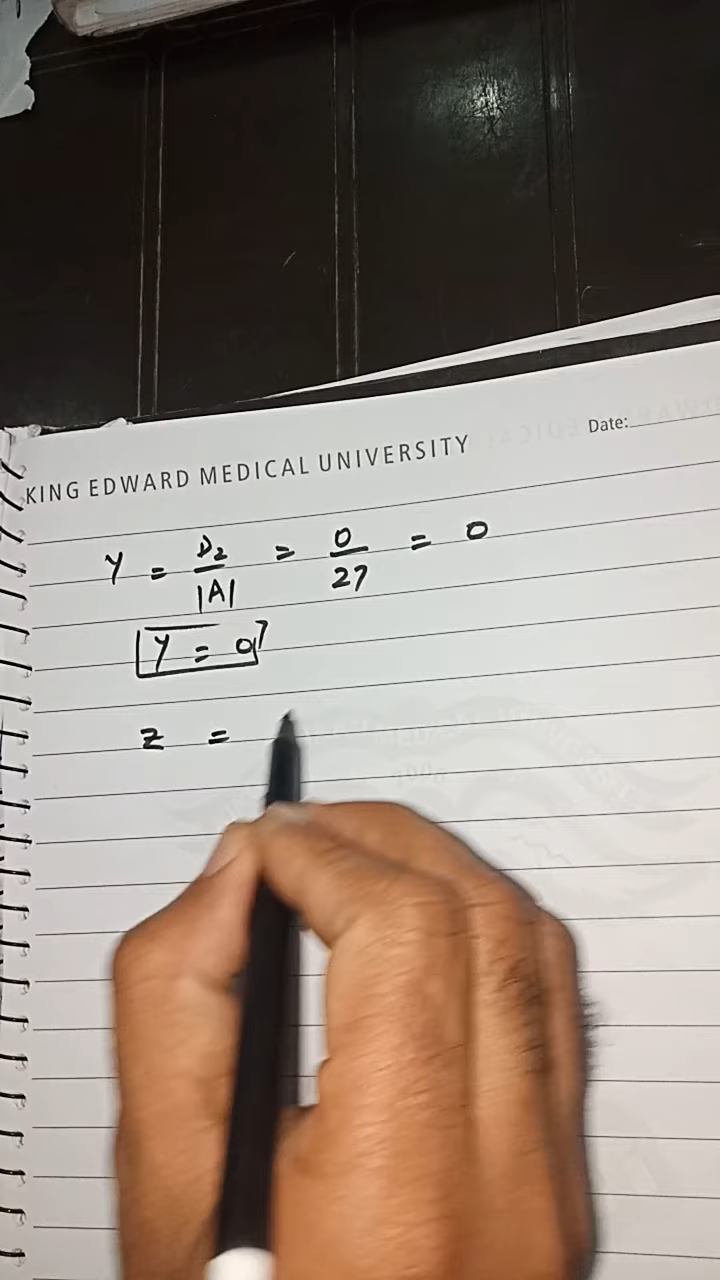 Date:
KING EDWARD MEDICAL UNIVERSITY
Y = D₂/|A| = 0/27 = 0
Y = 0
z =